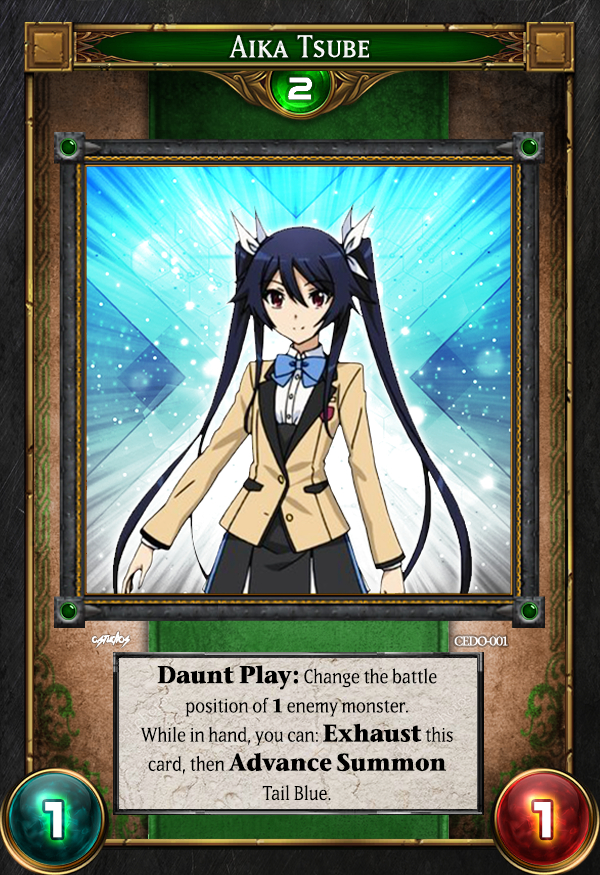 AIKA TSUBE
2
cstudios
CEDO-001
Daunt Play: Change the battle
position of 1 enemy monster.
While in hand, you can: Exhaust this
card, then Advance Summon
Tail Blue.
1
1